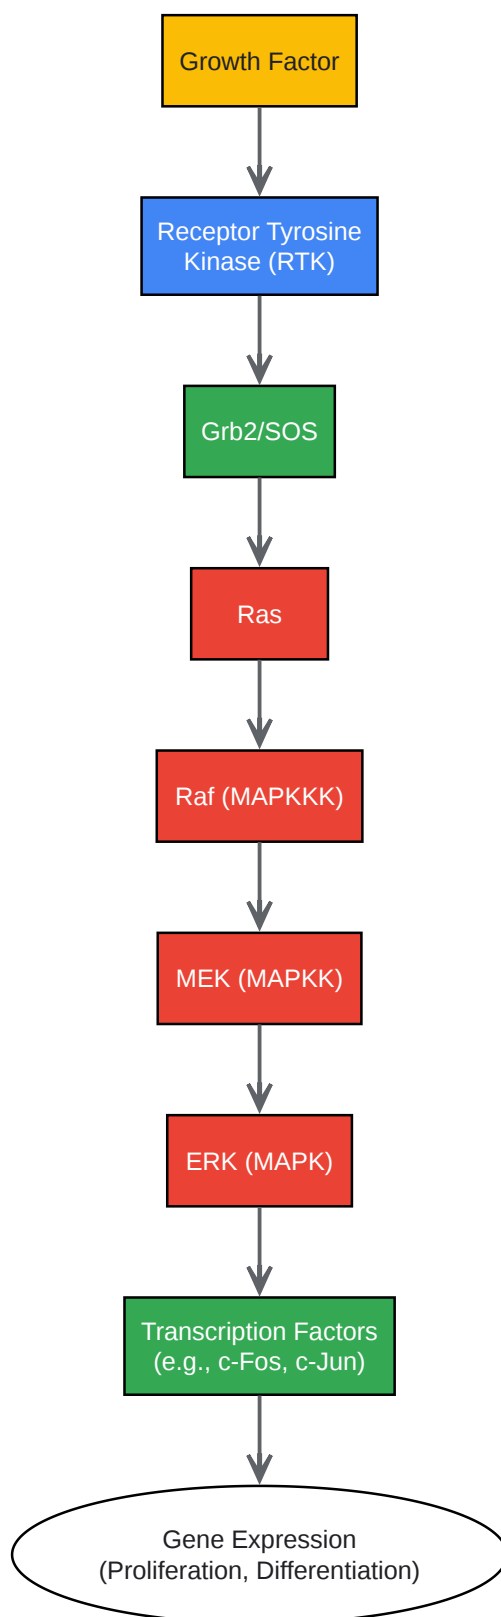 Growth Factor
Receptor Tyrosine
Kinase (RTK)
Grb2/SOS
Ras
Raf (MAPKKK)
MEK (MAPKK)
ERK (MAPK)
Transcription Factors
(e.g., c-Fos, c-Jun)
Gene Expression
(Proliferation, Differentiation)